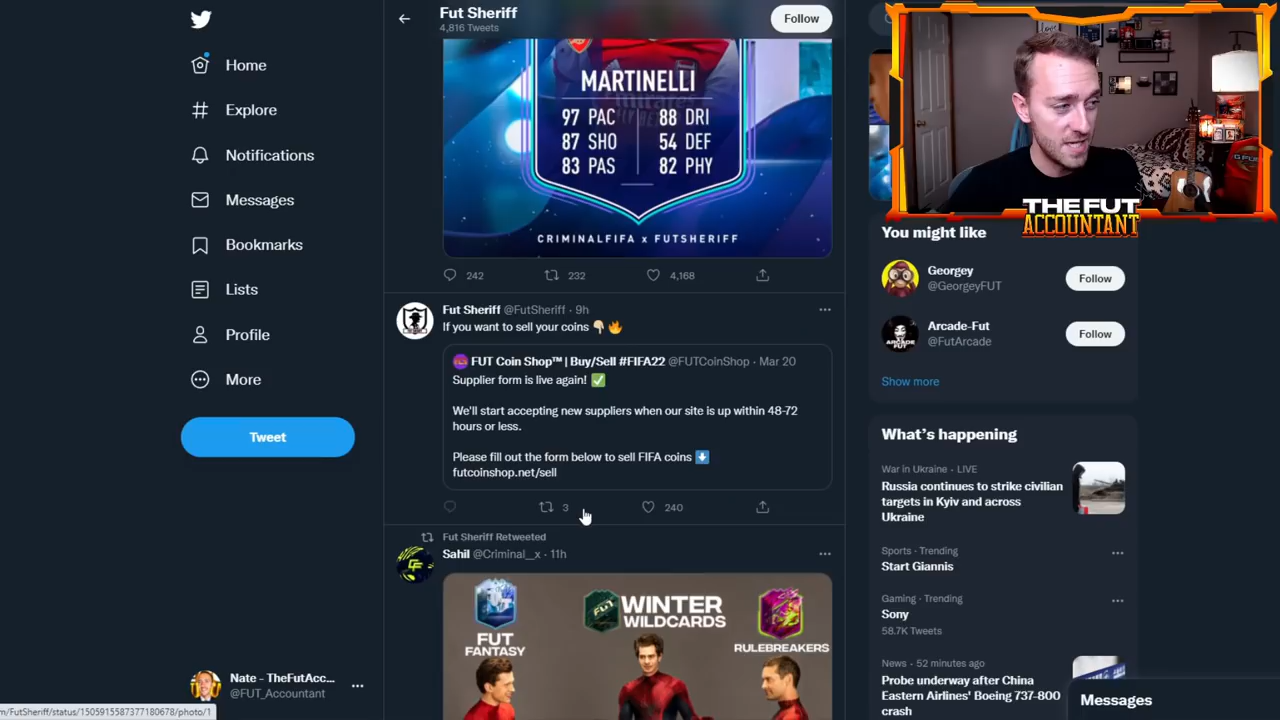 Fut Sheriff
4,816 Tweets
Follow
Home
Explore
Notifications
Messages
Bookmarks
Lists
Profile
More
Tweet
Nate - TheFutAcc...
@FUT_Accountant
m/FutSheriff/status/1505915587377180678/photo/1
MARTINELLI
97 PAC 88 DRI
87 SHO 54 DEF
83 PAS 82 PHY
CRIMINALFIFA x FUTSHERIFF
242 232 4,168
Fut Sheriff @FutSheriff · 9h
If you want to sell your coins 👇🏼🔥
FUT Coin Shop™ | Buy/Sell #FIFA22 @FUTCoinShop · Mar 20
Supplier form is live again! ✅
We'll start accepting new suppliers when our site is up within 48-72
hours or less.
Please fill out the form below to sell FIFA coins ⬇️
futcoinshop.net/sell
3 240
Fut Sheriff Retweeted
Sahil @Criminal__x · 11h
FUT
FANTASY
FUT
WINTER
WILDCARDS
RULEBREAKERS
THE FUT
ACCOUNTANT
You might like
Georgey
@GeorgeyFUT
Follow
Arcade-Fut
@FutArcade
Follow
Show more
What's happening
War in Ukraine · LIVE
Russia continues to strike civilian
targets in Kyiv and across
Ukraine
Sports · Trending
Start Giannis
Gaming · Trending
Sony
58.7K Tweets
News · 52 minutes ago
Probe underway after China
Eastern Airlines' Boeing 737-800
crash
Messages